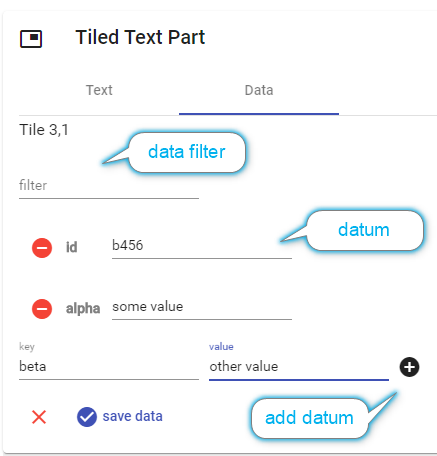 Tiled Text Part
Text Data
Tile 3,1
data filter
filter
datum
id b456
alpha some value
key value
beta other value
add datum
save data